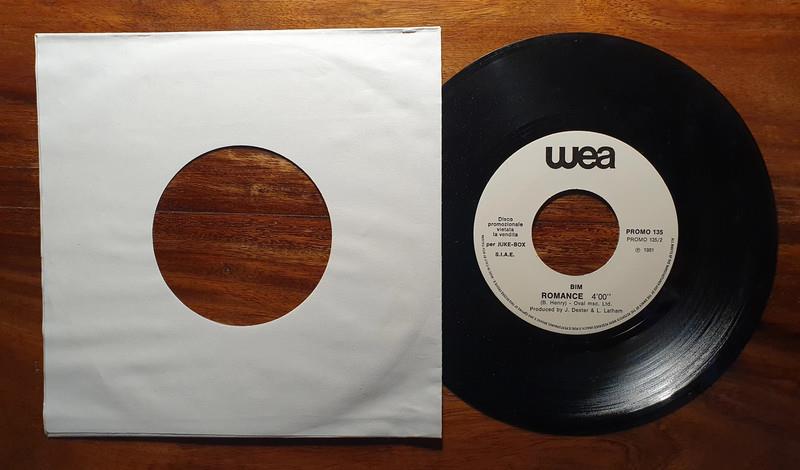 wea
Disco
promozionale
vietata
la vendita
per JUKE-BOX
S.I.A.E.
PROMO 135
PROMO 135/2
℗ 1981
BIM
ROMANCE 4'00"
(B. Henry) - Oval msc. Ltd.
Produced by J. Dexter & L. Latham